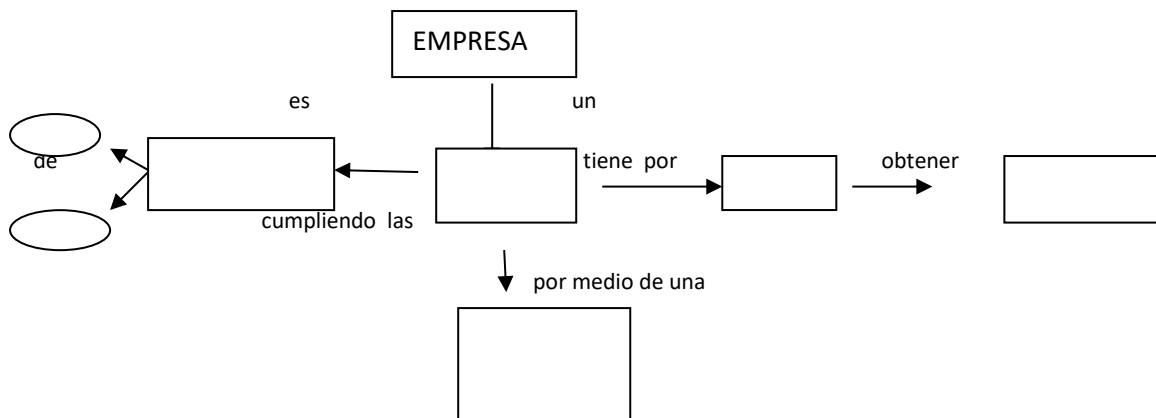 EMPRESA
es un
de tiene por obtener
cumpliendo las
por medio de una